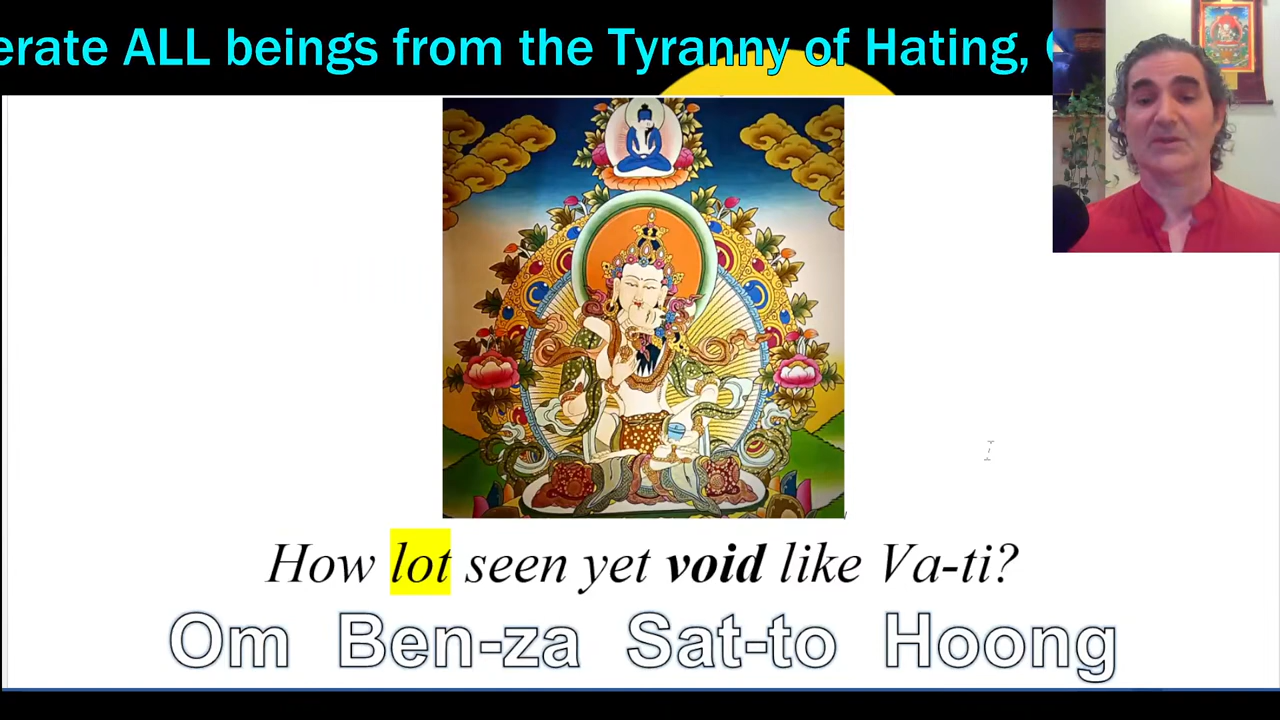 erate ALL beings from the Tyranny of Hating,
How lot seen yet void like Va-ti?
Om Ben-za Sat-to Hoong